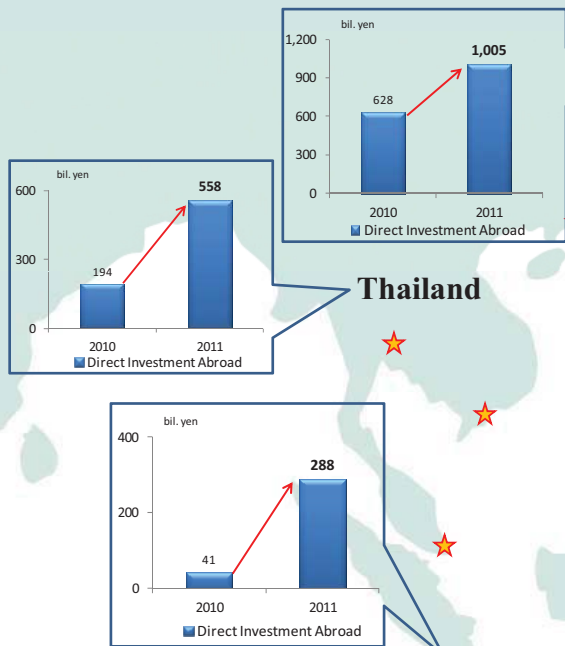 bil. yen
1,200
900
600
300
0
628
1,005
2010 2011
Direct Investment Abroad
bil. yen
600
300
0
194
558
2010 2011
Direct Investment Abroad
Thailand
bil. yen
400
200
0
41
288
2010 2011
Direct Investment Abroad